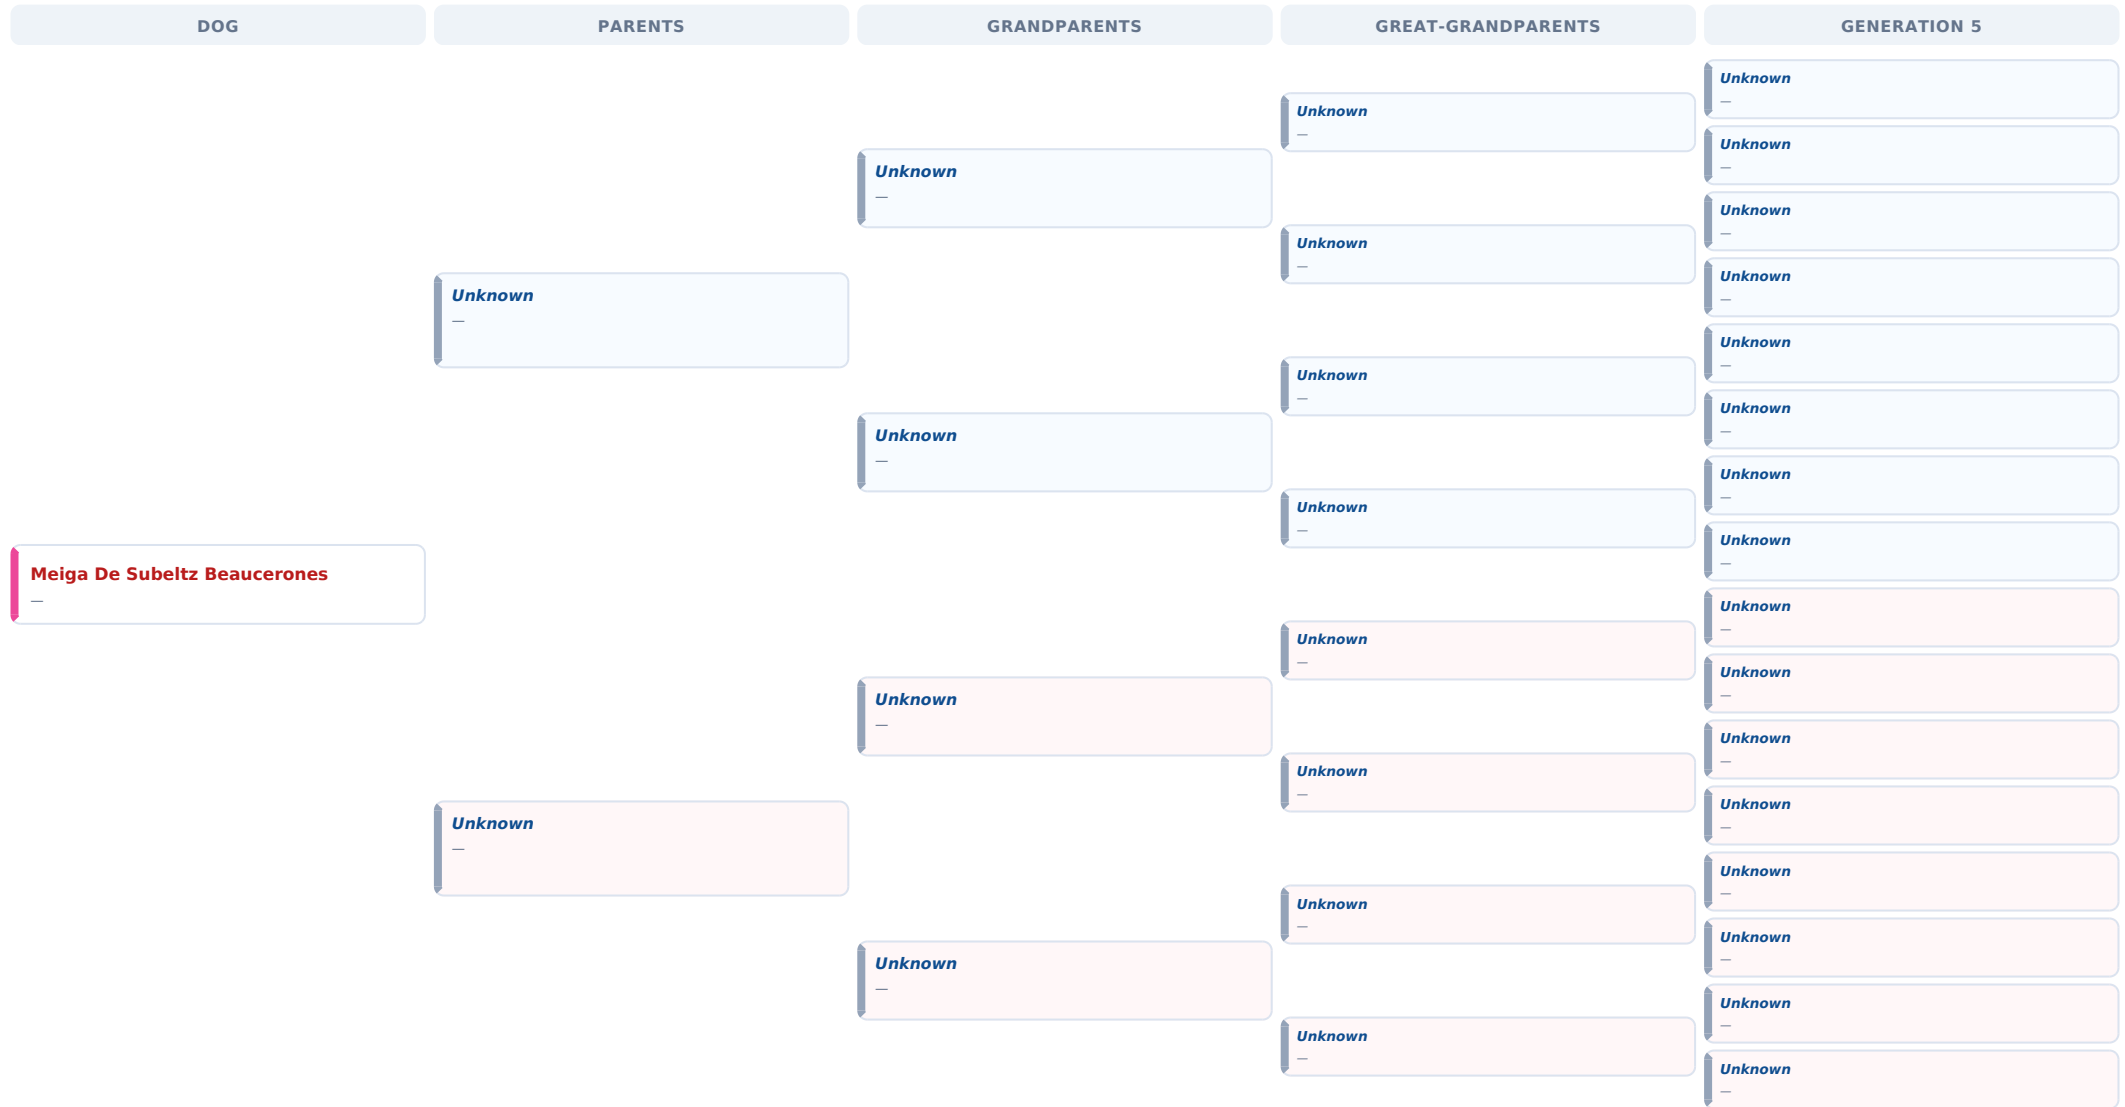 DOG
PARENTS
GRANDPARENTS
GREAT-GRANDPARENTS
GENERATION 5
Meiga De Subeltz Beaucerones
—
Unknown
—
Unknown
—
Unknown
—
Unknown
—
Unknown
—
Unknown
—
Unknown
—
Unknown
—
Unknown
—
Unknown
—
Unknown
—
Unknown
—
Unknown
—
Unknown
—
Unknown
—
Unknown
—
Unknown
—
Unknown
—
Unknown
—
Unknown
—
Unknown
—
Unknown
—
Unknown
—
Unknown
—
Unknown
—
Unknown
—
Unknown
—
Unknown
—
Unknown
—
Unknown
—